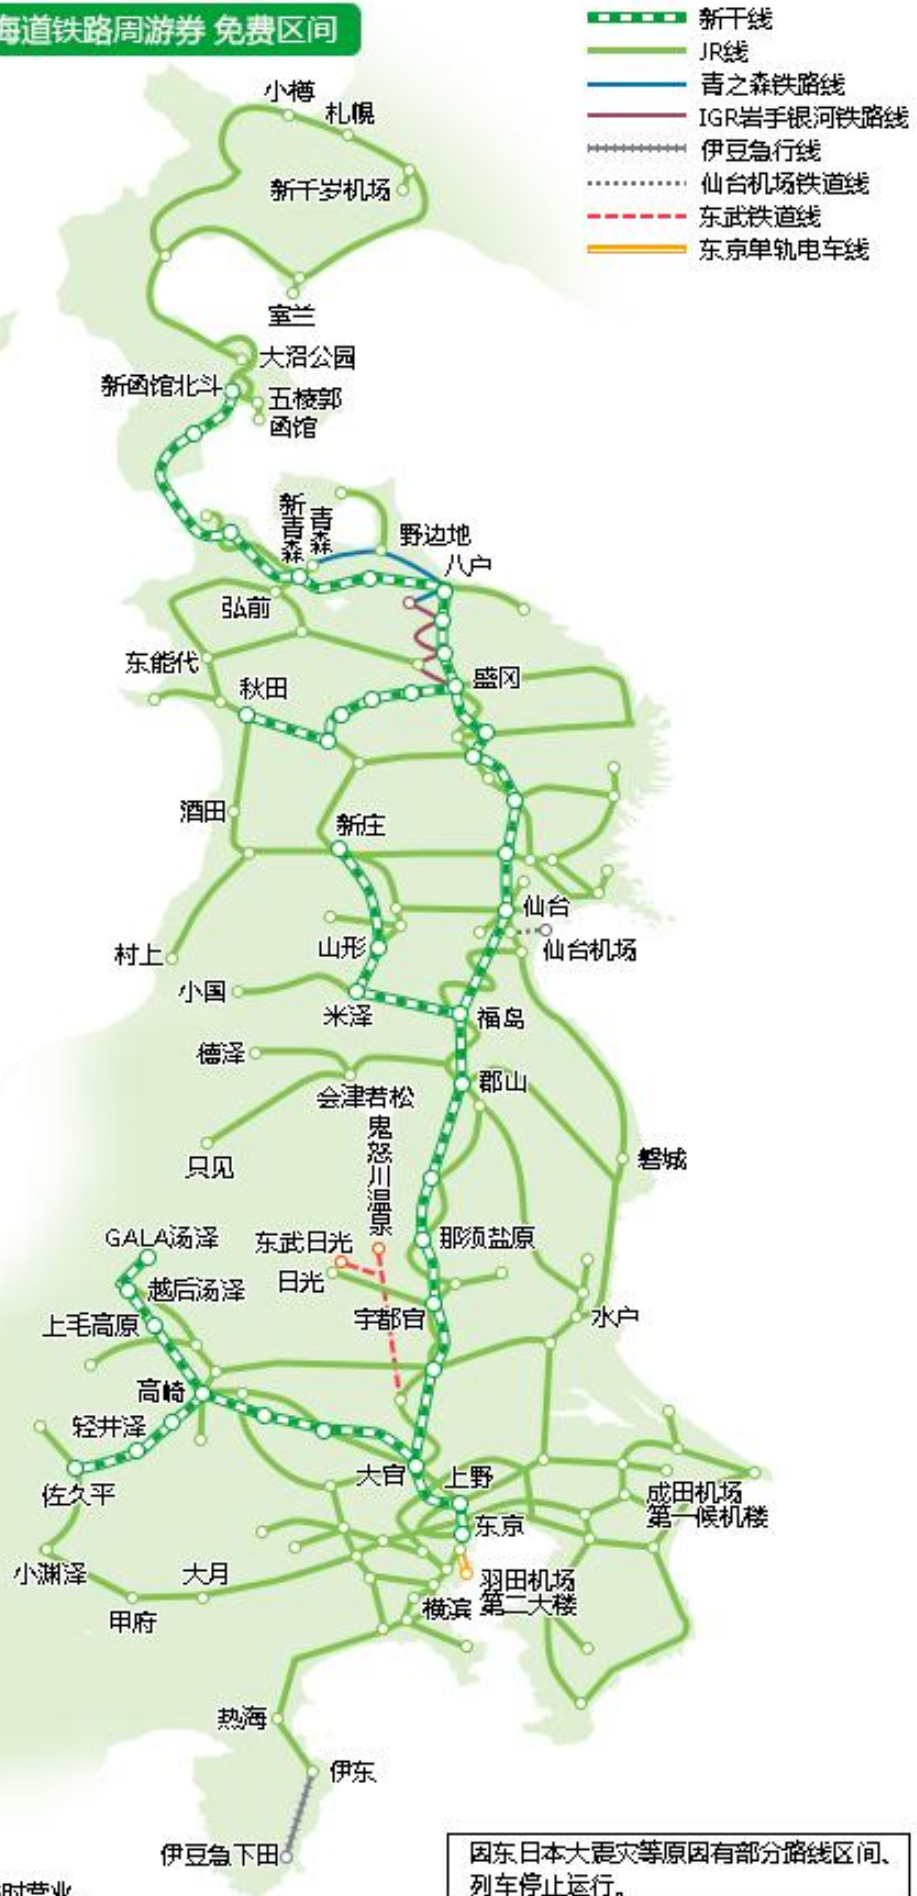 海道铁路周游券 免费区间
新干线
JR线
青之森铁路线
IGR岩手银河铁路线
伊豆急行线
仙台机场铁道线
东武铁道线
东京单轨电车线
小樽
札幌
新千岁机场
室兰
大沼公园
新函馆北斗
五棱郭
函馆
新青森
青森
野边地
八户
弘前
东能代
秋田
盛冈
酒田
新庄
仙台
仙台机场
村上
山形
小国
米泽
福岛
德泽
郡山
会津若松
鬼怒川温泉
只见
磐城
GALA汤泽
东武日光
那须盐原
日光
越后汤泽
上毛高原
宇都宫
水户
高崎
轻井泽
佐久平
大宫
上野
成田机场
第一候机楼
东京
小渊泽
大月
甲府
羽田机场
第二大楼
横滨
热海
伊东
伊豆急下田
因东日本大震灾等原因有部分路线区间、
列车停止运行。
时营业